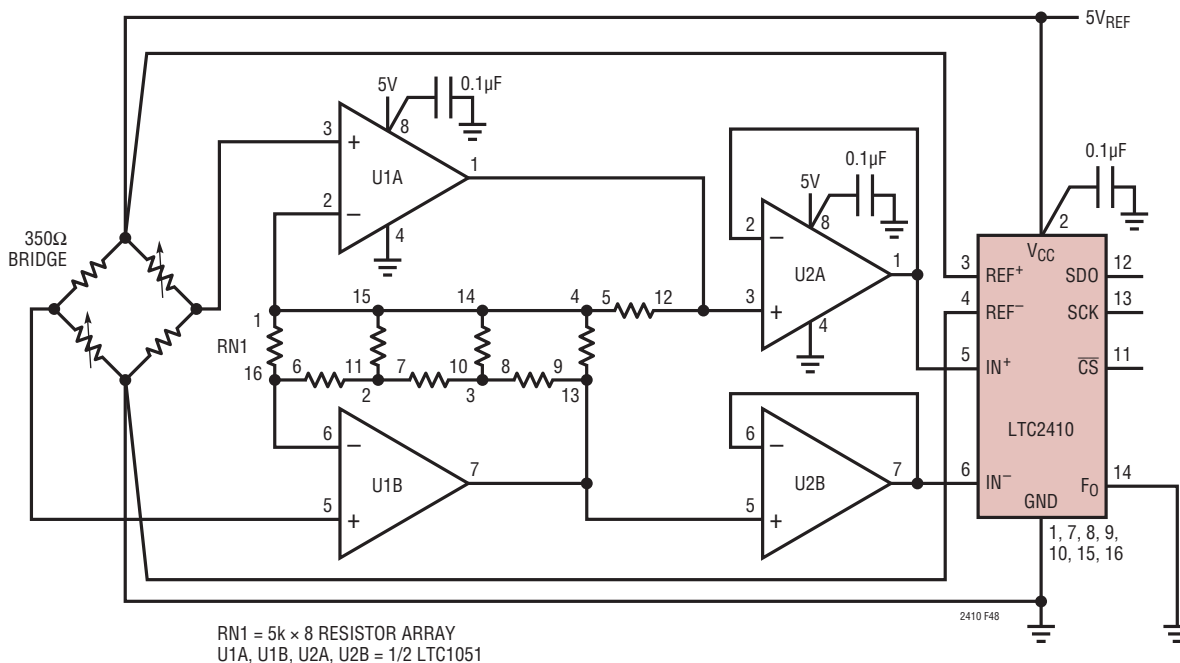 5VREF
5V
0.1µF
8
3
+
U1A
1
2
−
4
350Ω
BRIDGE
5V
0.1µF
8
2
−
U2A
1
3
+
4
0.1µF
2
VCC
3 REF+
SDO 12
4 REF−
SCK 13
5 IN+
CS 11
LTC2410
6 IN−
FO 14
GND
1, 7, 8, 9,
10, 15, 16
1 15 14 4 5 12
RN1
16 6 11 7 10 8 9
2 3 13
6
−
U1B
7
5
+
6
−
U2B
7
5
+
2410 F48
RN1 = 5k × 8 RESISTOR ARRAY
U1A, U1B, U2A, U2B = 1/2 LTC1051